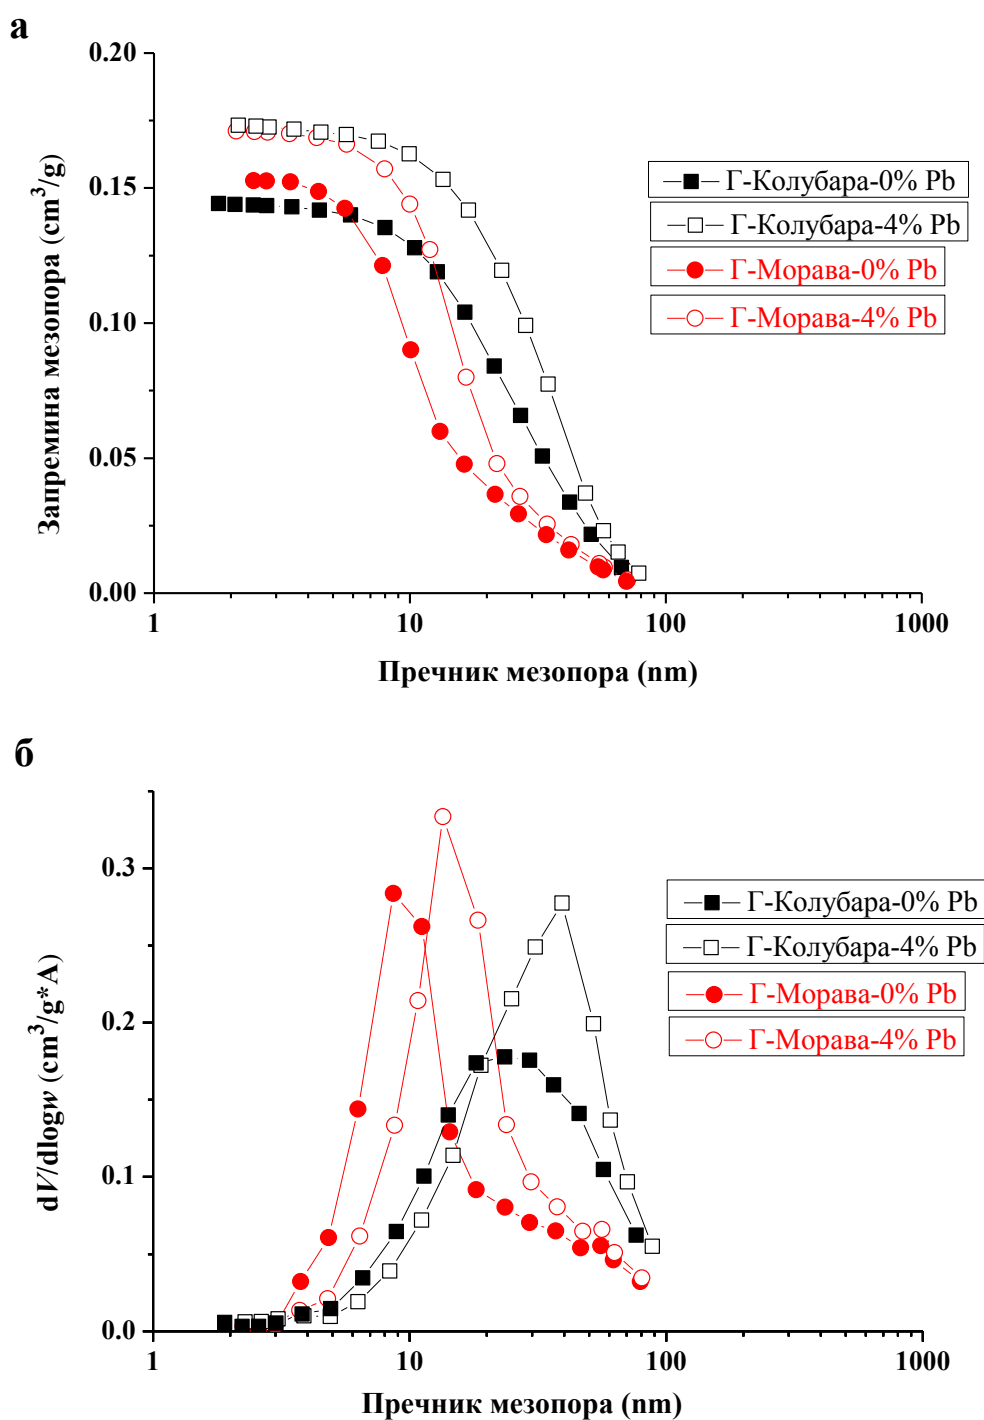 а
0.20
0.15
0.10
0.05
0.00
Запремина мезопора (cm³/g)
Г-Колубара-0% Pb
Г-Колубара-4% Pb
Г-Морава-0% Pb
Г-Морава-4% Pb
1 10 100 1000
Пречник мезопора (nm)
б
0.3
0.2
0.1
0.0
dV/dlogw (cm³/g*A)
Г-Колубара-0% Pb
Г-Колубара-4% Pb
Г-Морава-0% Pb
Г-Морава-4% Pb
1 10 100 1000
Пречник мезопора (nm)